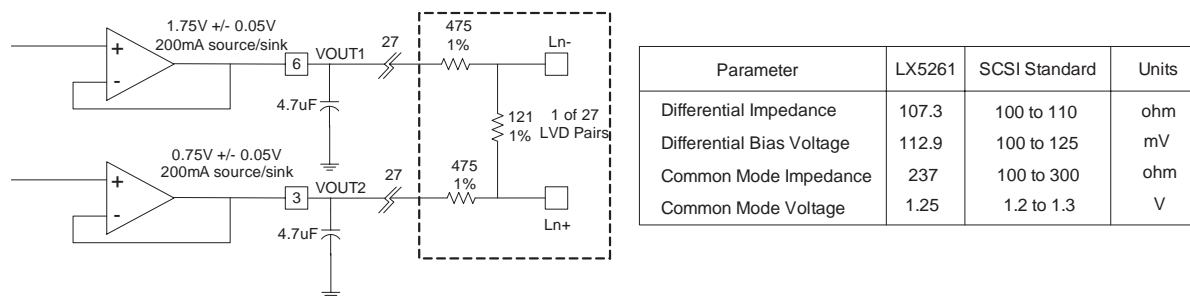 1.75V +/- 0.05V
200mA source/sink
+
-
6
VOUT1
4.7uF
27
475
1%
Ln-
121
1%
1 of 27
LVD Pairs
0.75V +/- 0.05V
200mA source/sink
+
-
3
VOUT2
4.7uF
27
475
1%
Ln+
Parameter LX5261 SCSI Standard Units
Differential Impedance 107.3 100 to 110 ohm
Differential Bias Voltage 112.9 100 to 125 mV
Common Mode Impedance 237 100 to 300 ohm
Common Mode Voltage 1.25 1.2 to 1.3 V